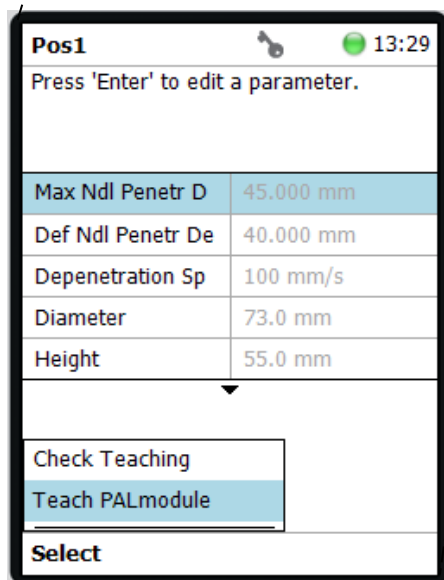 Pos1 13:29
Press 'Enter' to edit a parameter.
Max Ndl Penetr D 45.000 mm
Def Ndl Penetr De 40.000 mm
Depenetration Sp 100 mm/s
Diameter 73.0 mm
Height 55.0 mm
Check Teaching
Teach PALmodule
Select